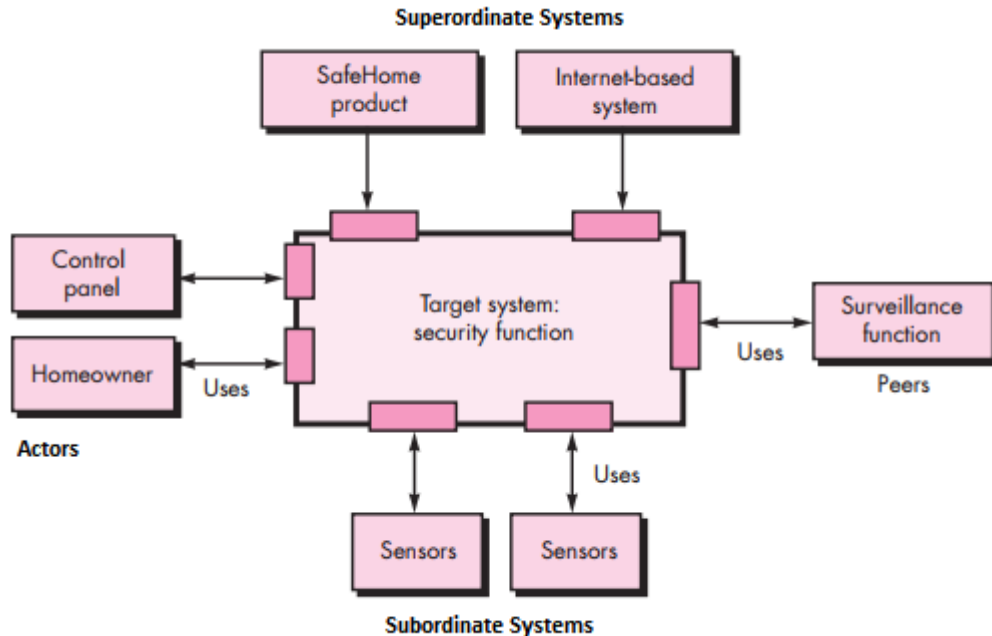 Superordinate Systems
SafeHome
product
Internet-based
system
Control
panel
Homeowner
Uses
Actors
Target system:
security function
Surveillance
function
Uses
Peers
Uses
Sensors
Sensors
Subordinate Systems